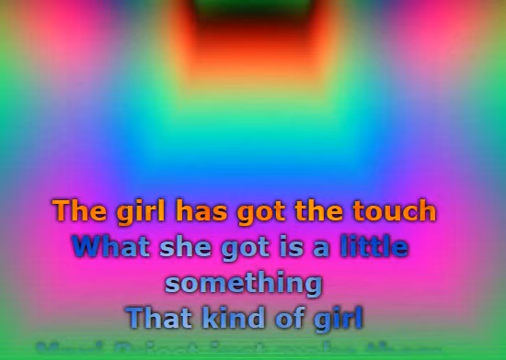 The girl has got the touch
What she got is a little
something
That kind of girl